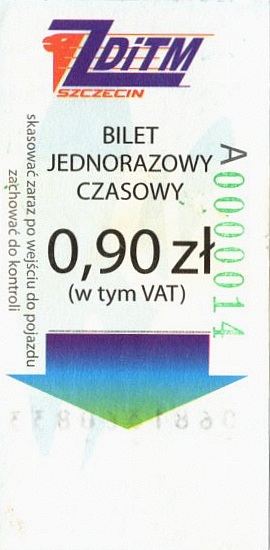 ZDiTM
SZCZECIN
BILET
JEDNORAZOWY
CZASOWY
0,90 zł
(w tym VAT)
skasować zaraz po wejściu do pojazdu
zachować do kontroli
A0000014